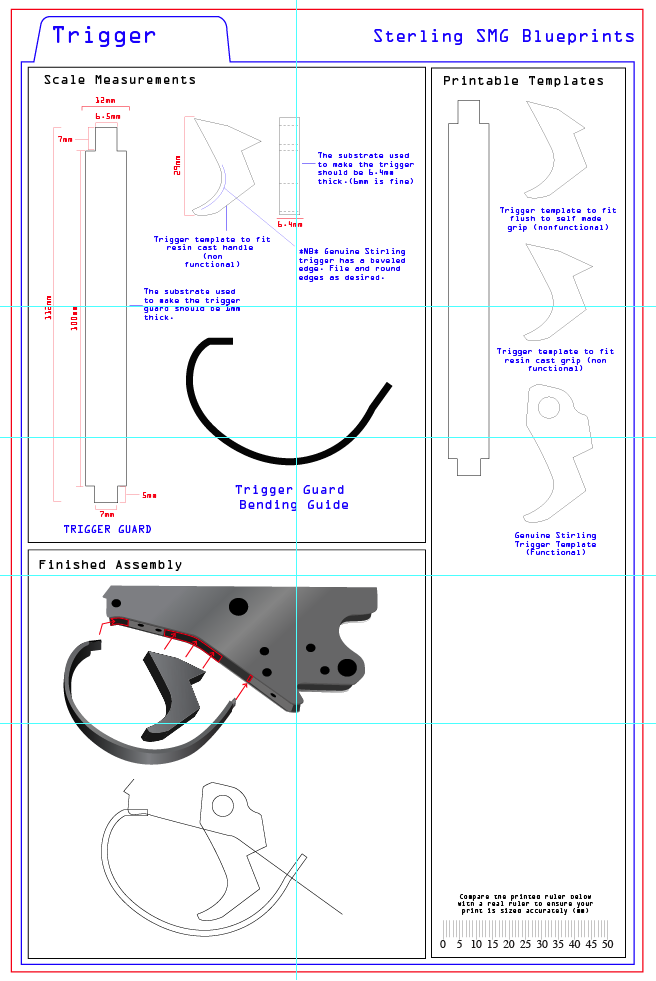 Trigger
Sterling SMG Blueprints
Scale Measurements
12mm
6.5mm
7mm
29mm
The substrate used
to make the trigger
should be 6.4mm
thick.(6mm is fine)
6.4mm
Trigger template to fit
resin cast handle
(non
functional)
*NB* Genuine Stirling
trigger has a beveled
edge. File and round
edges as desired.
The substrate used
to make the trigger
guard should be 1mm
thick.
112mm
100mm
5mm
7mm
TRIGGER GUARD
Trigger Guard
Bending Guide
Printable Templates
Trigger template to fit
flush to self made
grip (nonfunctional)
Trigger template to fit
resin cast grip (non
functional)
Genuine Stirling
Trigger Template
(Functional)
Finished Assembly
Compare the printed ruler below
with a real ruler to ensure your
print is sized accurately (mm)
0 5 10 15 20 25 30 35 40 45 50